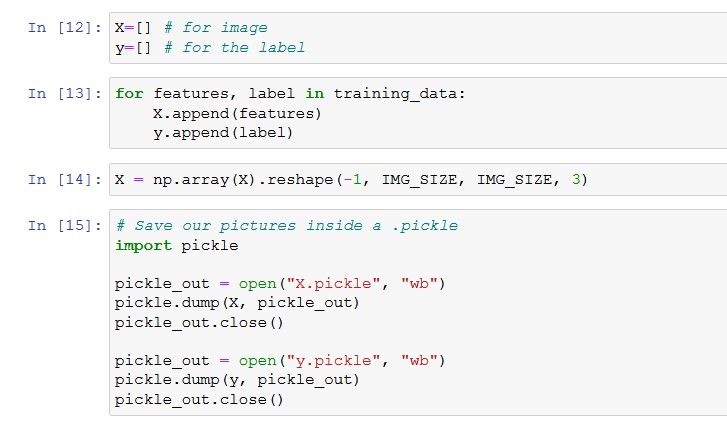 In [12]: X=[] # for image
y=[] # for the label
In [13]: for features, label in training_data:
X.append(features)
y.append(label)
In [14]: X = np.array(X).reshape(-1, IMG_SIZE, IMG_SIZE, 3)
In [15]: # Save our pictures inside a .pickle
import pickle
pickle_out = open("X.pickle", "wb")
pickle.dump(X, pickle_out)
pickle_out.close()
pickle_out = open("y.pickle", "wb")
pickle.dump(y, pickle_out)
pickle_out.close()